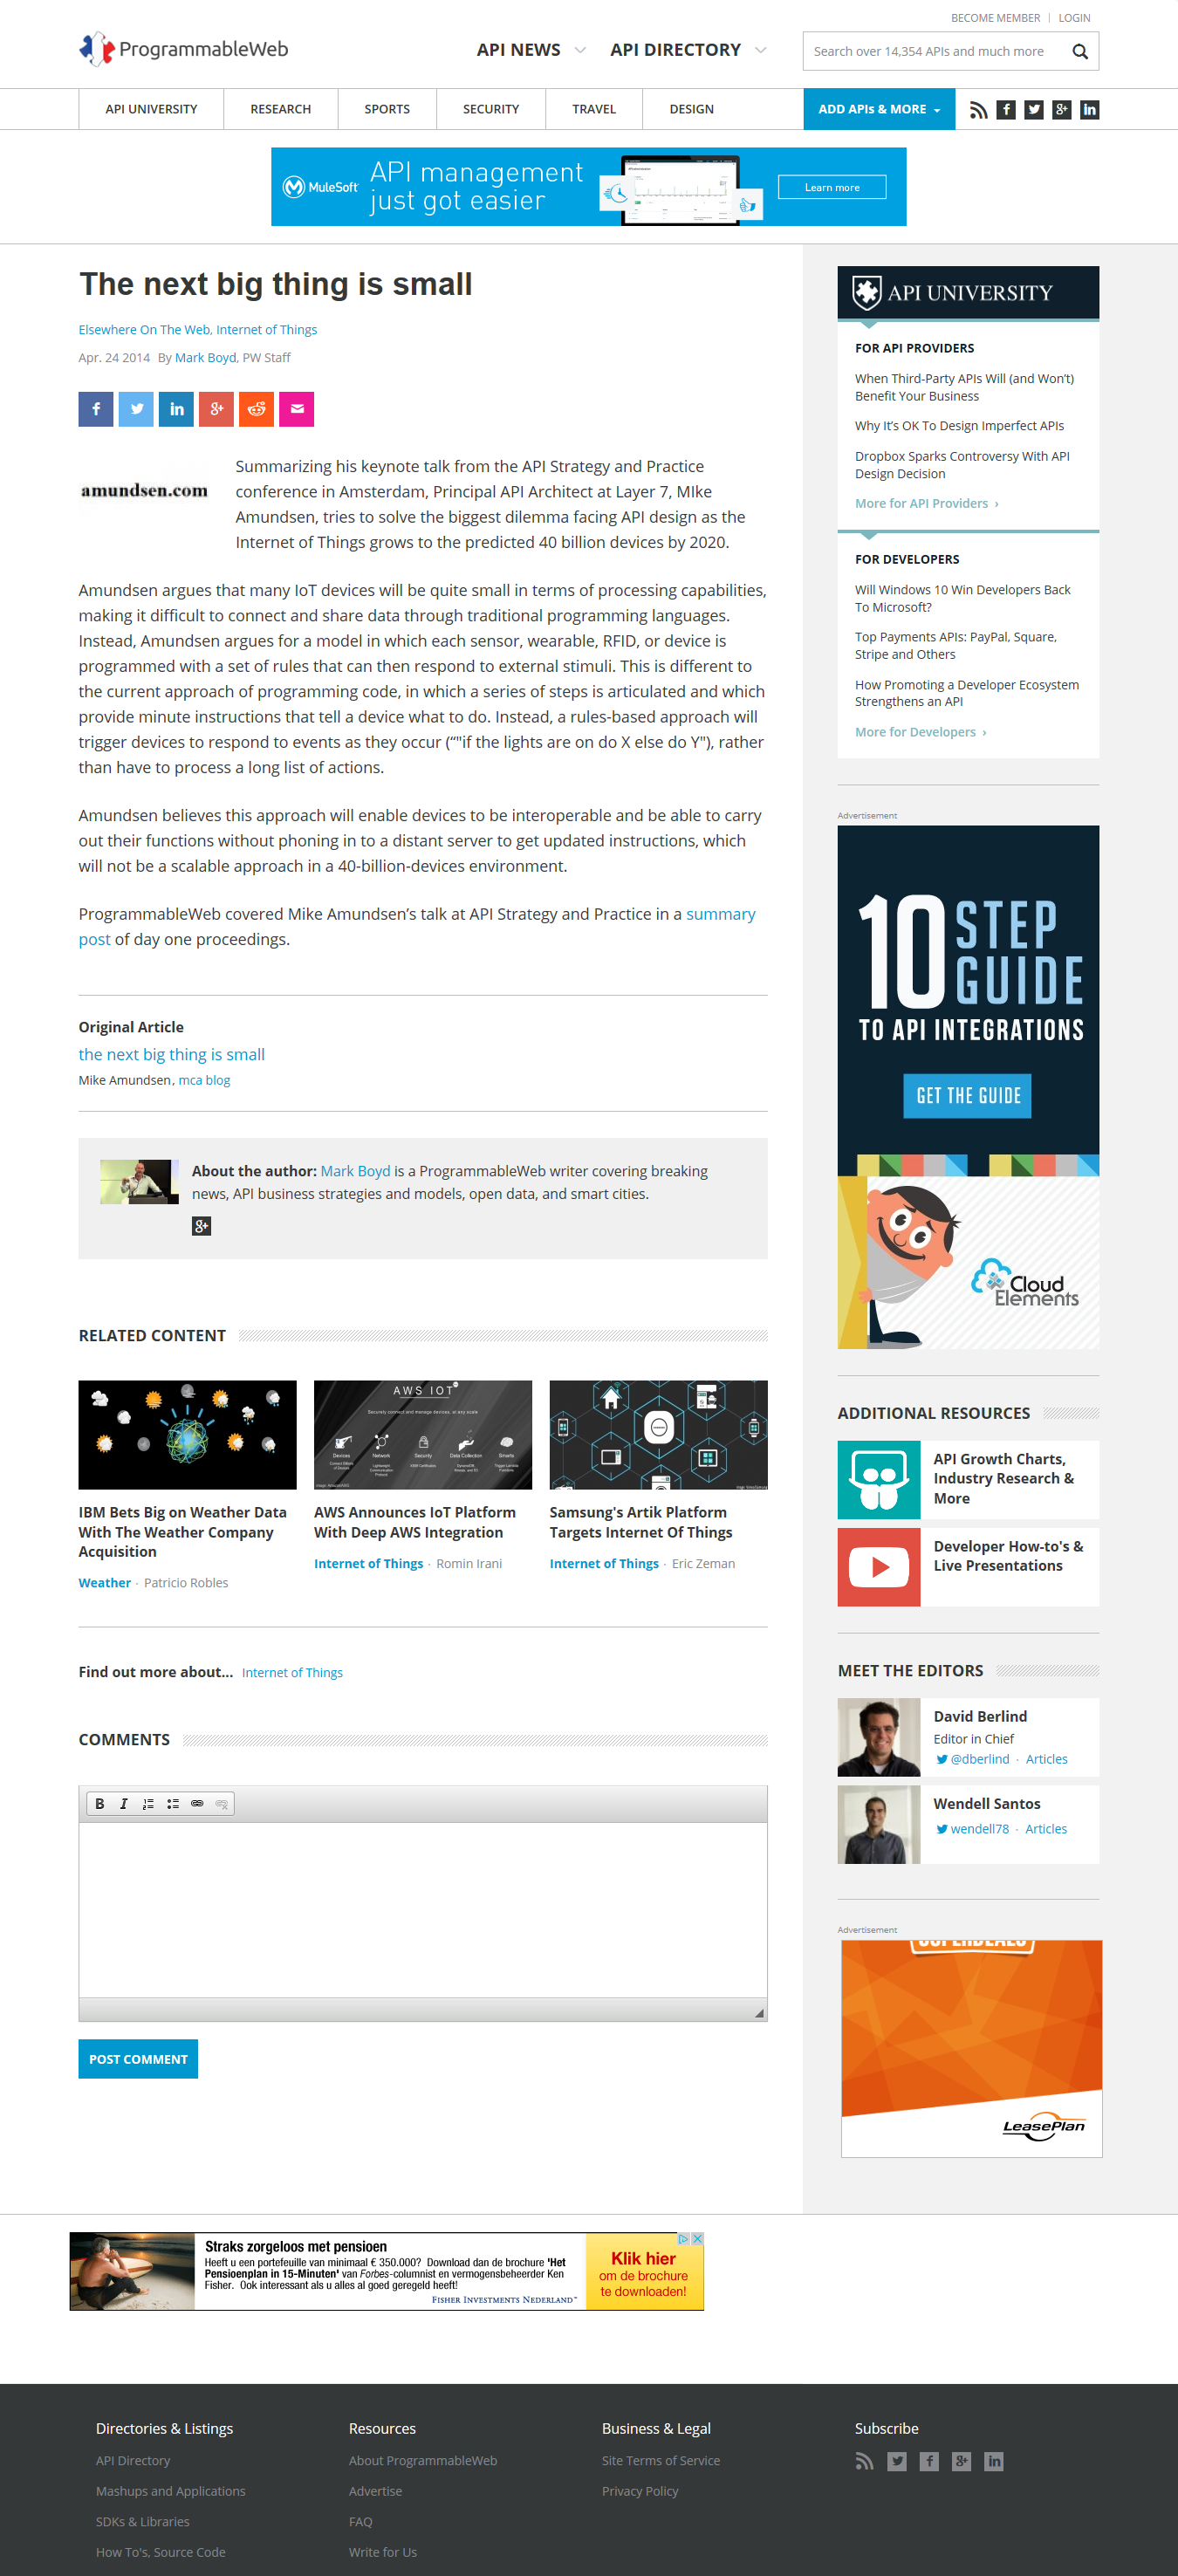 BECOME MEMBER | LOGIN
ProgrammableWeb
API NEWS
API DIRECTORY
Search over 14,354 APIs and much more
API UNIVERSITY
RESEARCH
SPORTS
SECURITY
TRAVEL
DESIGN
ADD APIs & MORE
MuleSoft
API management
just got easier
Learn more
The next big thing is small
Elsewhere On The Web, Internet of Things
Apr. 24 2014 By Mark Boyd, PW Staff
amundsen.com
Summarizing his keynote talk from the API Strategy and Practice
conference in Amsterdam, Principal API Architect at Layer 7, MIke
Amundsen, tries to solve the biggest dilemma facing API design as the
Internet of Things grows to the predicted 40 billion devices by 2020.
Amundsen argues that many IoT devices will be quite small in terms of processing capabilities,
making it difficult to connect and share data through traditional programming languages.
Instead, Amundsen argues for a model in which each sensor, wearable, RFID, or device is
programmed with a set of rules that can then respond to external stimuli. This is different to
the current approach of programming code, in which a series of steps is articulated and which
provide minute instructions that tell a device what to do. Instead, a rules-based approach will
trigger devices to respond to events as they occur (“"if the lights are on do X else do Y"), rather
than have to process a long list of actions.
Amundsen believes this approach will enable devices to be interoperable and be able to carry
out their functions without phoning in to a distant server to get updated instructions, which
will not be a scalable approach in a 40-billion-devices environment.
ProgrammableWeb covered Mike Amundsen’s talk at API Strategy and Practice in a summary
post of day one proceedings.
Original Article
the next big thing is small
Mike Amundsen, mca blog
About the author: Mark Boyd is a ProgrammableWeb writer covering breaking
news, API business strategies and models, open data, and smart cities.
RELATED CONTENT
AWS IOT
Securely connect and manage devices, at any scale
Devices
Network
Security
Data Collection
Smarts
IBM Bets Big on Weather Data
With The Weather Company
Acquisition
Weather · Patricio Robles
AWS Announces IoT Platform
With Deep AWS Integration
Internet of Things · Romin Irani
Samsung's Artik Platform
Targets Internet Of Things
Internet of Things · Eric Zeman
Find out more about... Internet of Things
COMMENTS
B I
POST COMMENT
API UNIVERSITY
FOR API PROVIDERS
When Third-Party APIs Will (and Won’t)
Benefit Your Business
Why It’s OK To Design Imperfect APIs
Dropbox Sparks Controversy With API
Design Decision
More for API Providers ›
FOR DEVELOPERS
Will Windows 10 Win Developers Back
To Microsoft?
Top Payments APIs: PayPal, Square,
Stripe and Others
How Promoting a Developer Ecosystem
Strengthens an API
More for Developers ›
Advertisement
10 STEP
GUIDE
TO API INTEGRATIONS
GET THE GUIDE
Cloud
Elements
ADDITIONAL RESOURCES
API Growth Charts,
Industry Research &
More
Developer How-to's &
Live Presentations
MEET THE EDITORS
David Berlind
Editor in Chief
@dberlind · Articles
Wendell Santos
wendell78 · Articles
Advertisement
SUPERDEALS
LeasePlan
Straks zorgeloos met pensioen
Heeft u een portefeuille van minimaal € 350.000? Download dan de brochure 'Het
Pensioenplan in 15-Minuten' van Forbes-columnist en vermogensbeheerder Ken
Fisher. Ook interessant als u alles al goed geregeld heeft!
FISHER INVESTMENTS NEDERLAND™
Klik hier
om de brochure
te downloaden!
Directories & Listings
API Directory
Mashups and Applications
SDKs & Libraries
How To's, Source Code
Resources
About ProgrammableWeb
Advertise
FAQ
Write for Us
Business & Legal
Site Terms of Service
Privacy Policy
Subscribe